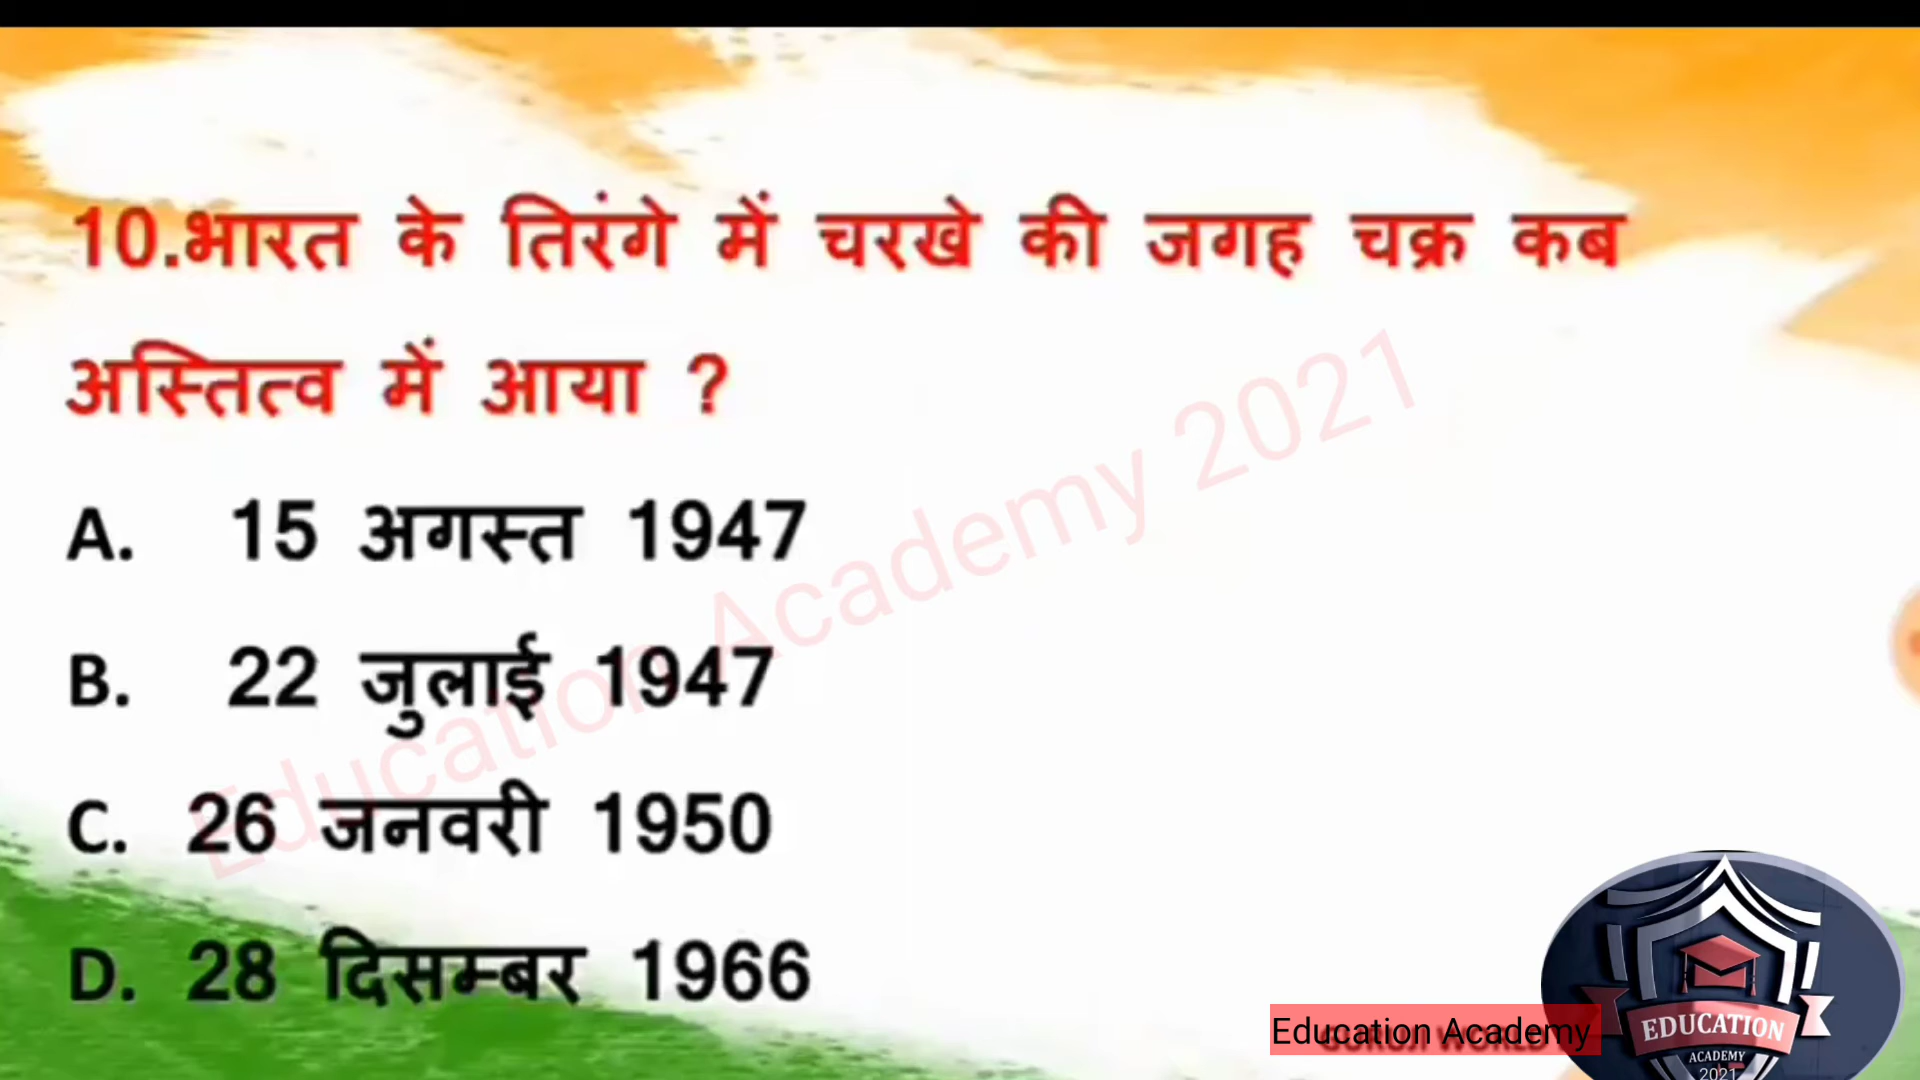 10.भारत के तिरंगे में चरखे की जगह चक्र कब
अस्तित्व में आया ?
A. 15 अगस्त 1947
B. 22 जुलाई 1947
C. 26 जनवरी 1950
D. 28 दिसम्बर 1966
Education Academy 2021
Education Academy
EDUCATION
ACADEMY
2021